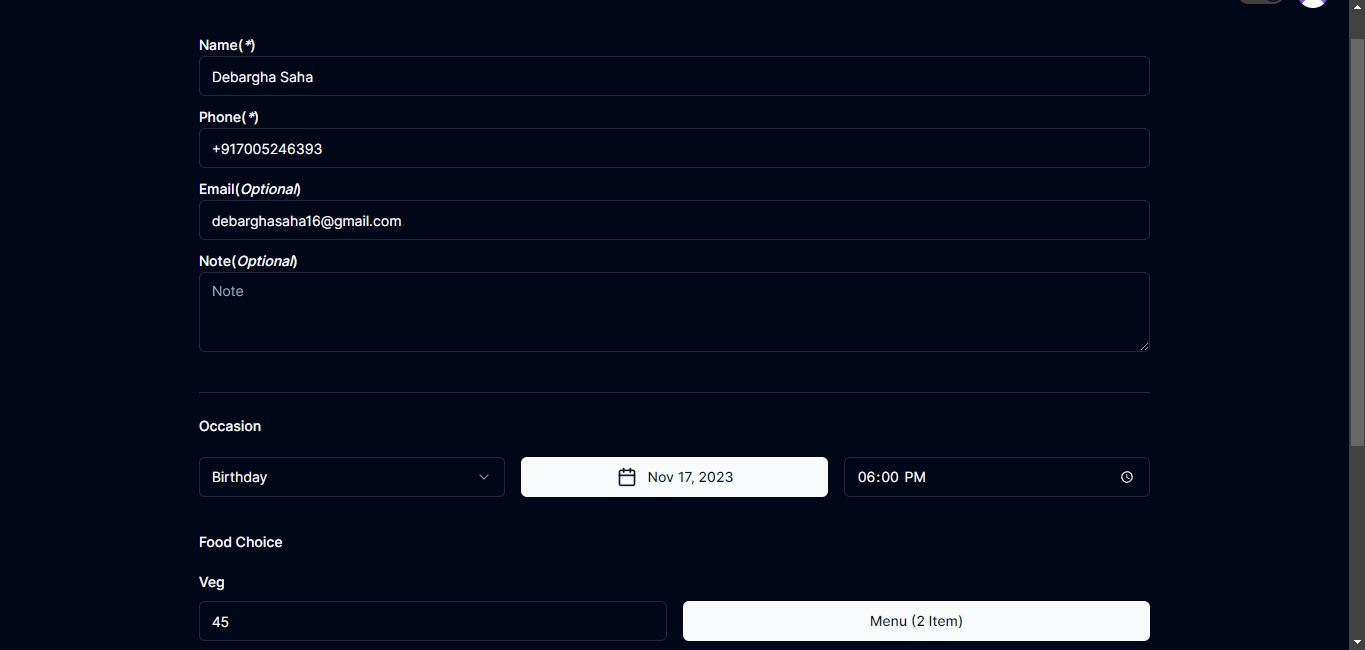 Name(*)
Debargha Saha
Phone(*)
+917005246393
Email(Optional)
debarghasaha16@gmail.com
Note(Optional)
Note
Occasion
Birthday
Nov 17, 2023
06:00 PM
Food Choice
Veg
45
Menu (2 Item)